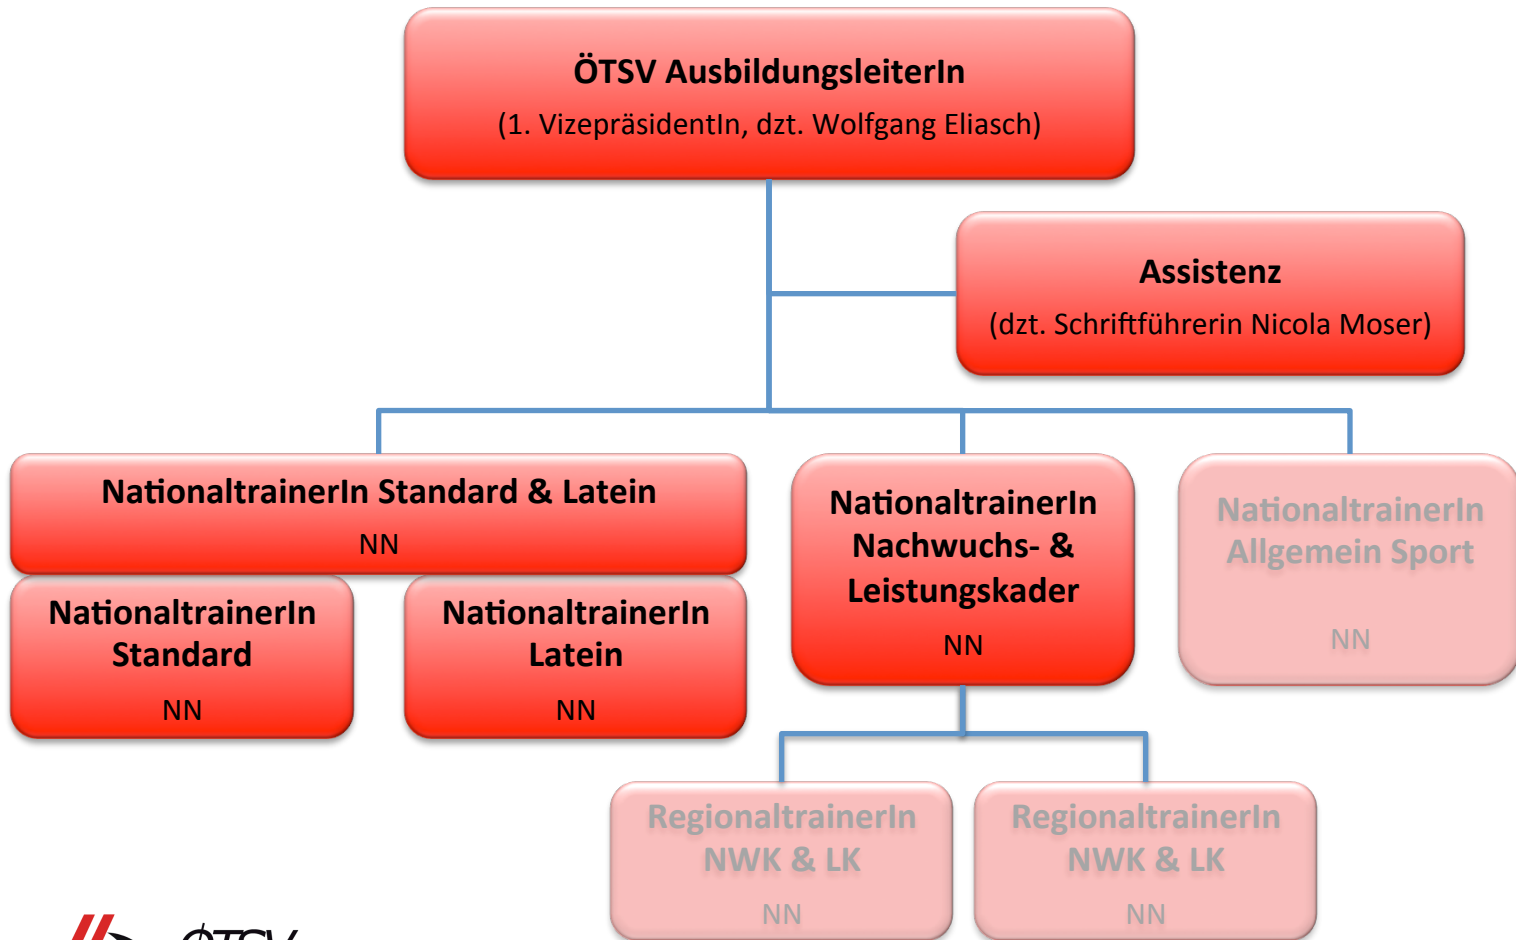 ÖTSV AusbildungsleiterIn
(1. VizepräsidentIn, dzt. Wolfgang Eliasch)
Assistenz
(dzt. Schriftführerin Nicola Moser)
NationaltrainerIn Standard & Latein
NN
NationaltrainerIn
Standard
NN
NationaltrainerIn
Latein
NN
NationaltrainerIn
Nachwuchs- &
Leistungskader
NN
NationaltrainerIn
Allgemein Sport
NN
RegionaltrainerIn
NWK & LK
NN
RegionaltrainerIn
NWK & LK
NN
ØTSV